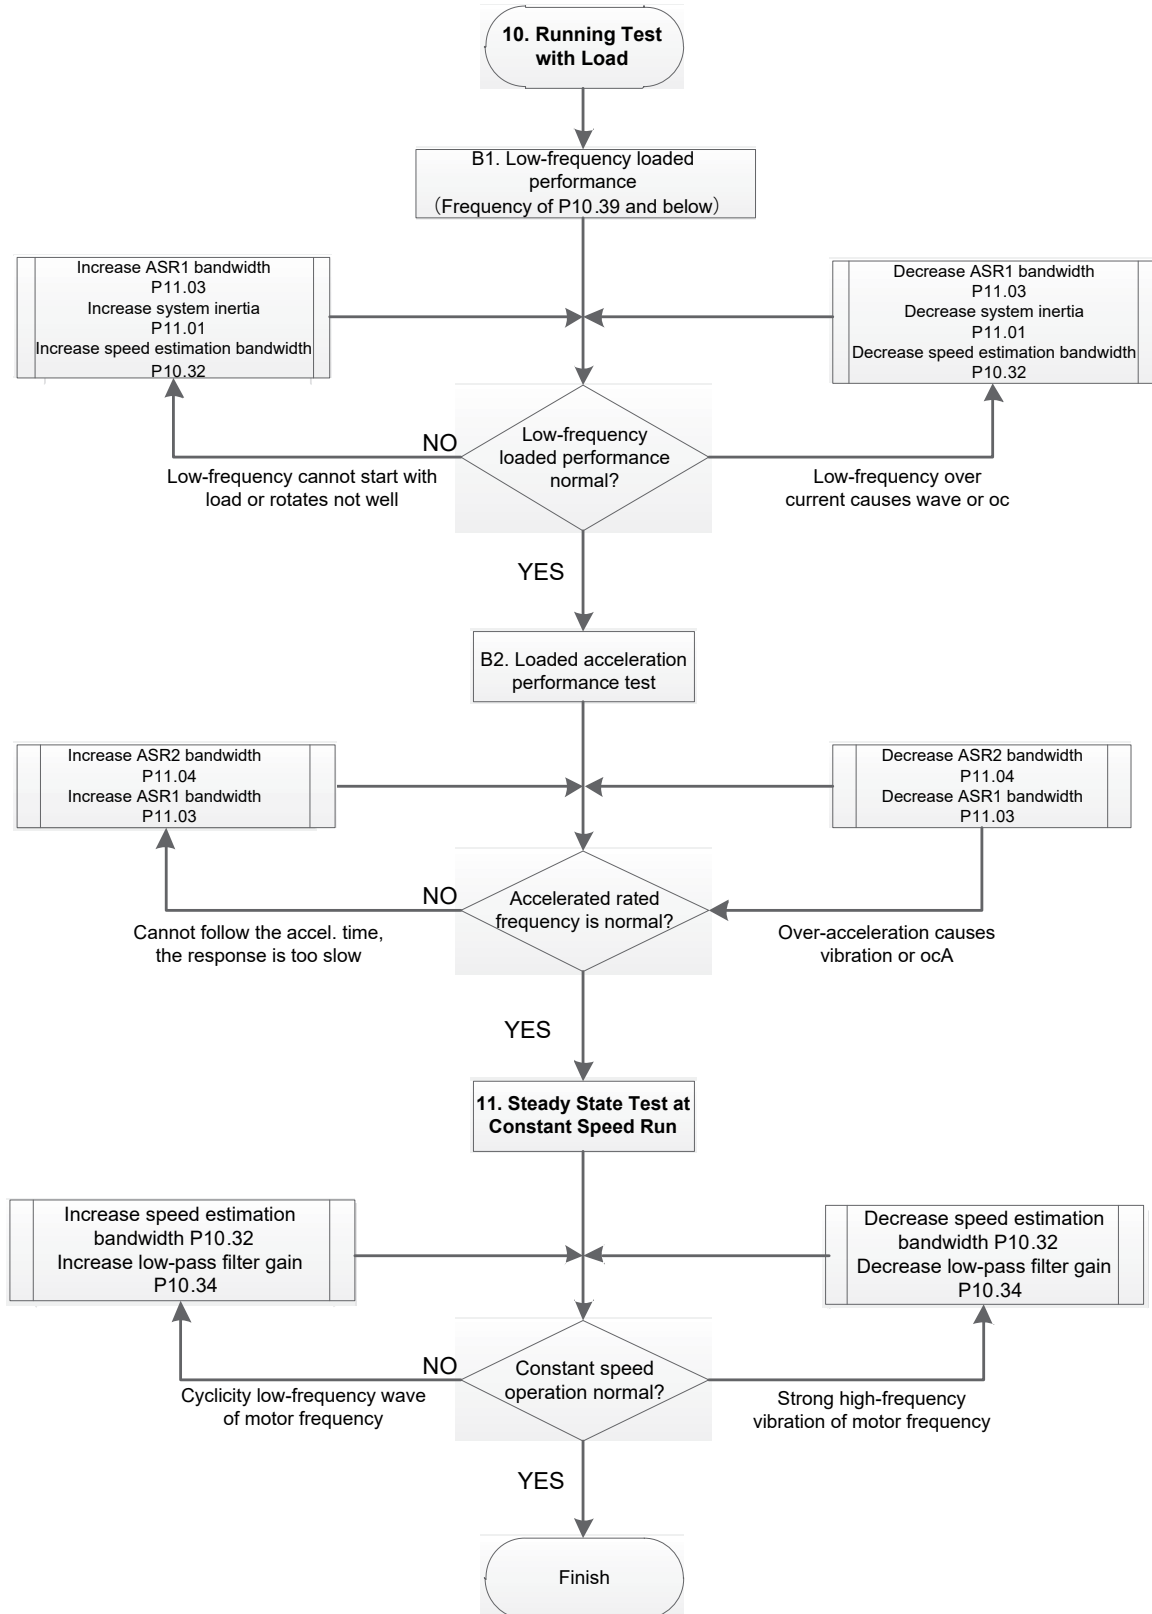 10. Running Test
with Load
B1. Low-frequency loaded
performance
（Frequency of P10.39 and below）
Increase ASR1 bandwidth
P11.03
Increase system inertia
P11.01
Increase speed estimation bandwidth
P10.32
Decrease ASR1 bandwidth
P11.03
Decrease system inertia
P11.01
Decrease speed estimation bandwidth
P10.32
NO
Low-frequency
loaded performance
normal?
Low-frequency cannot start with
load or rotates not well
Low-frequency over
current causes wave or oc
YES
B2. Loaded acceleration
performance test
Increase ASR2 bandwidth
P11.04
Increase ASR1 bandwidth
P11.03
Decrease ASR2 bandwidth
P11.04
Decrease ASR1 bandwidth
P11.03
NO
Accelerated rated
frequency is normal?
Cannot follow the accel. time,
the response is too slow
Over-acceleration causes
vibration or ocA
YES
11. Steady State Test at
Constant Speed Run
Increase speed estimation
bandwidth P10.32
Increase low-pass filter gain
P10.34
Decrease speed estimation
bandwidth P10.32
Decrease low-pass filter gain
P10.34
NO
Constant speed
operation normal?
Cyclicity low-frequency wave
of motor frequency
Strong high-frequency
vibration of motor frequency
YES
Finish